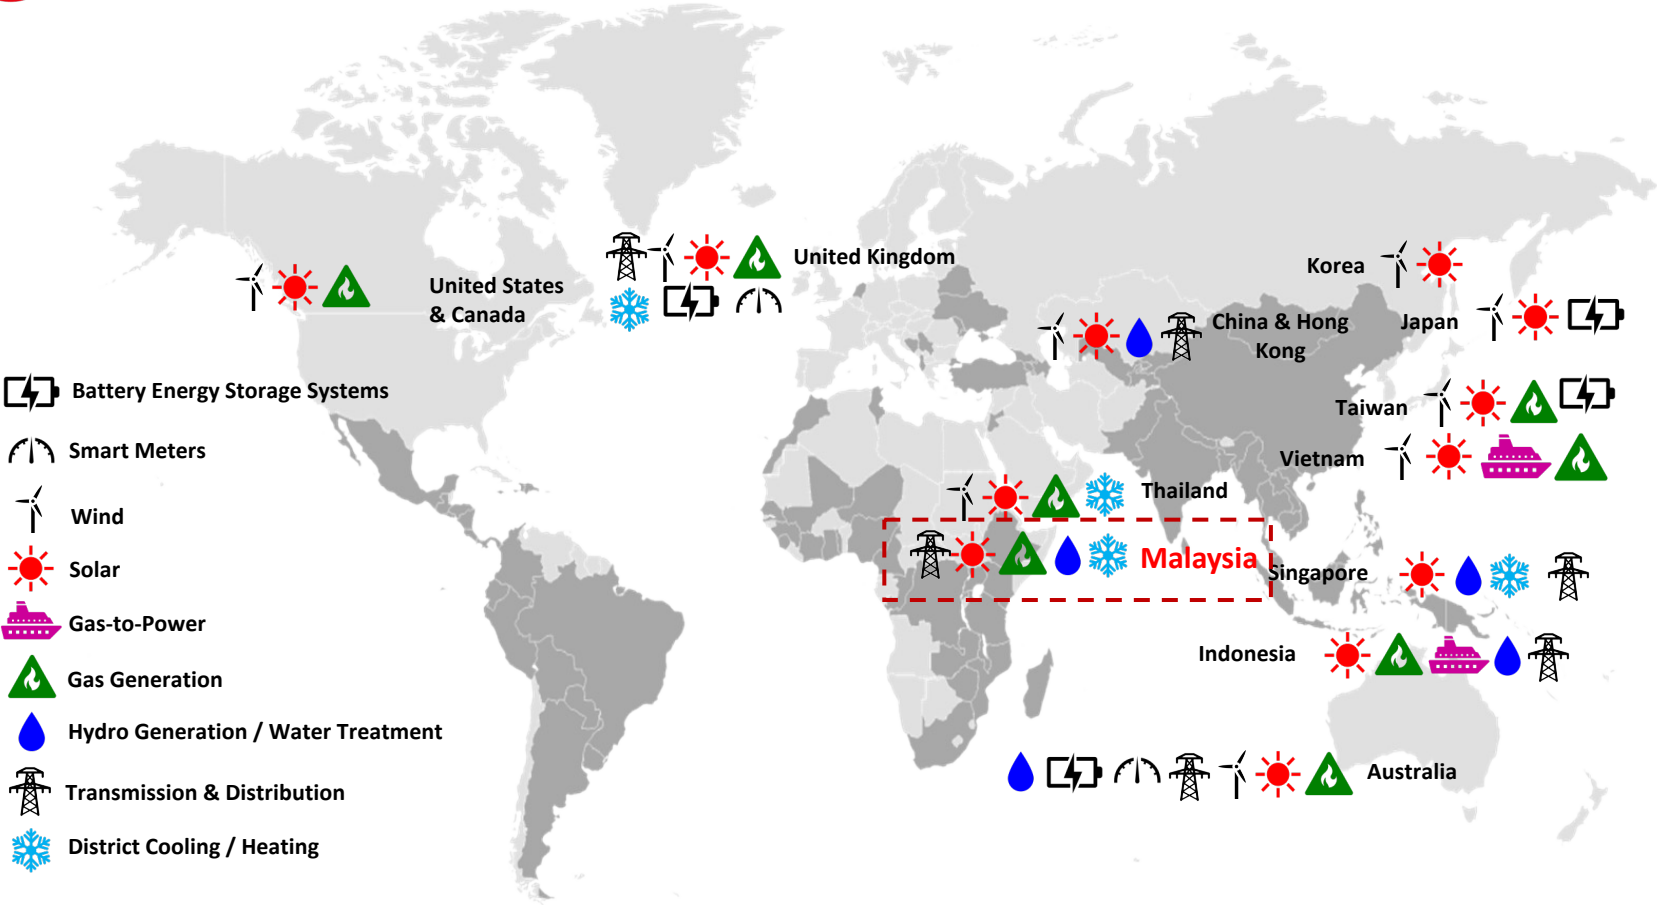 United Kingdom
United States
& Canada
Korea
China & Hong
Kong
Japan
Battery Energy Storage Systems
Taiwan
Smart Meters
Vietnam
Thailand
Wind
Malaysia
Solar
Singapore
Gas-to-Power
Indonesia
Gas Generation
Hydro Generation / Water Treatment
Australia
Transmission & Distribution
District Cooling / Heating